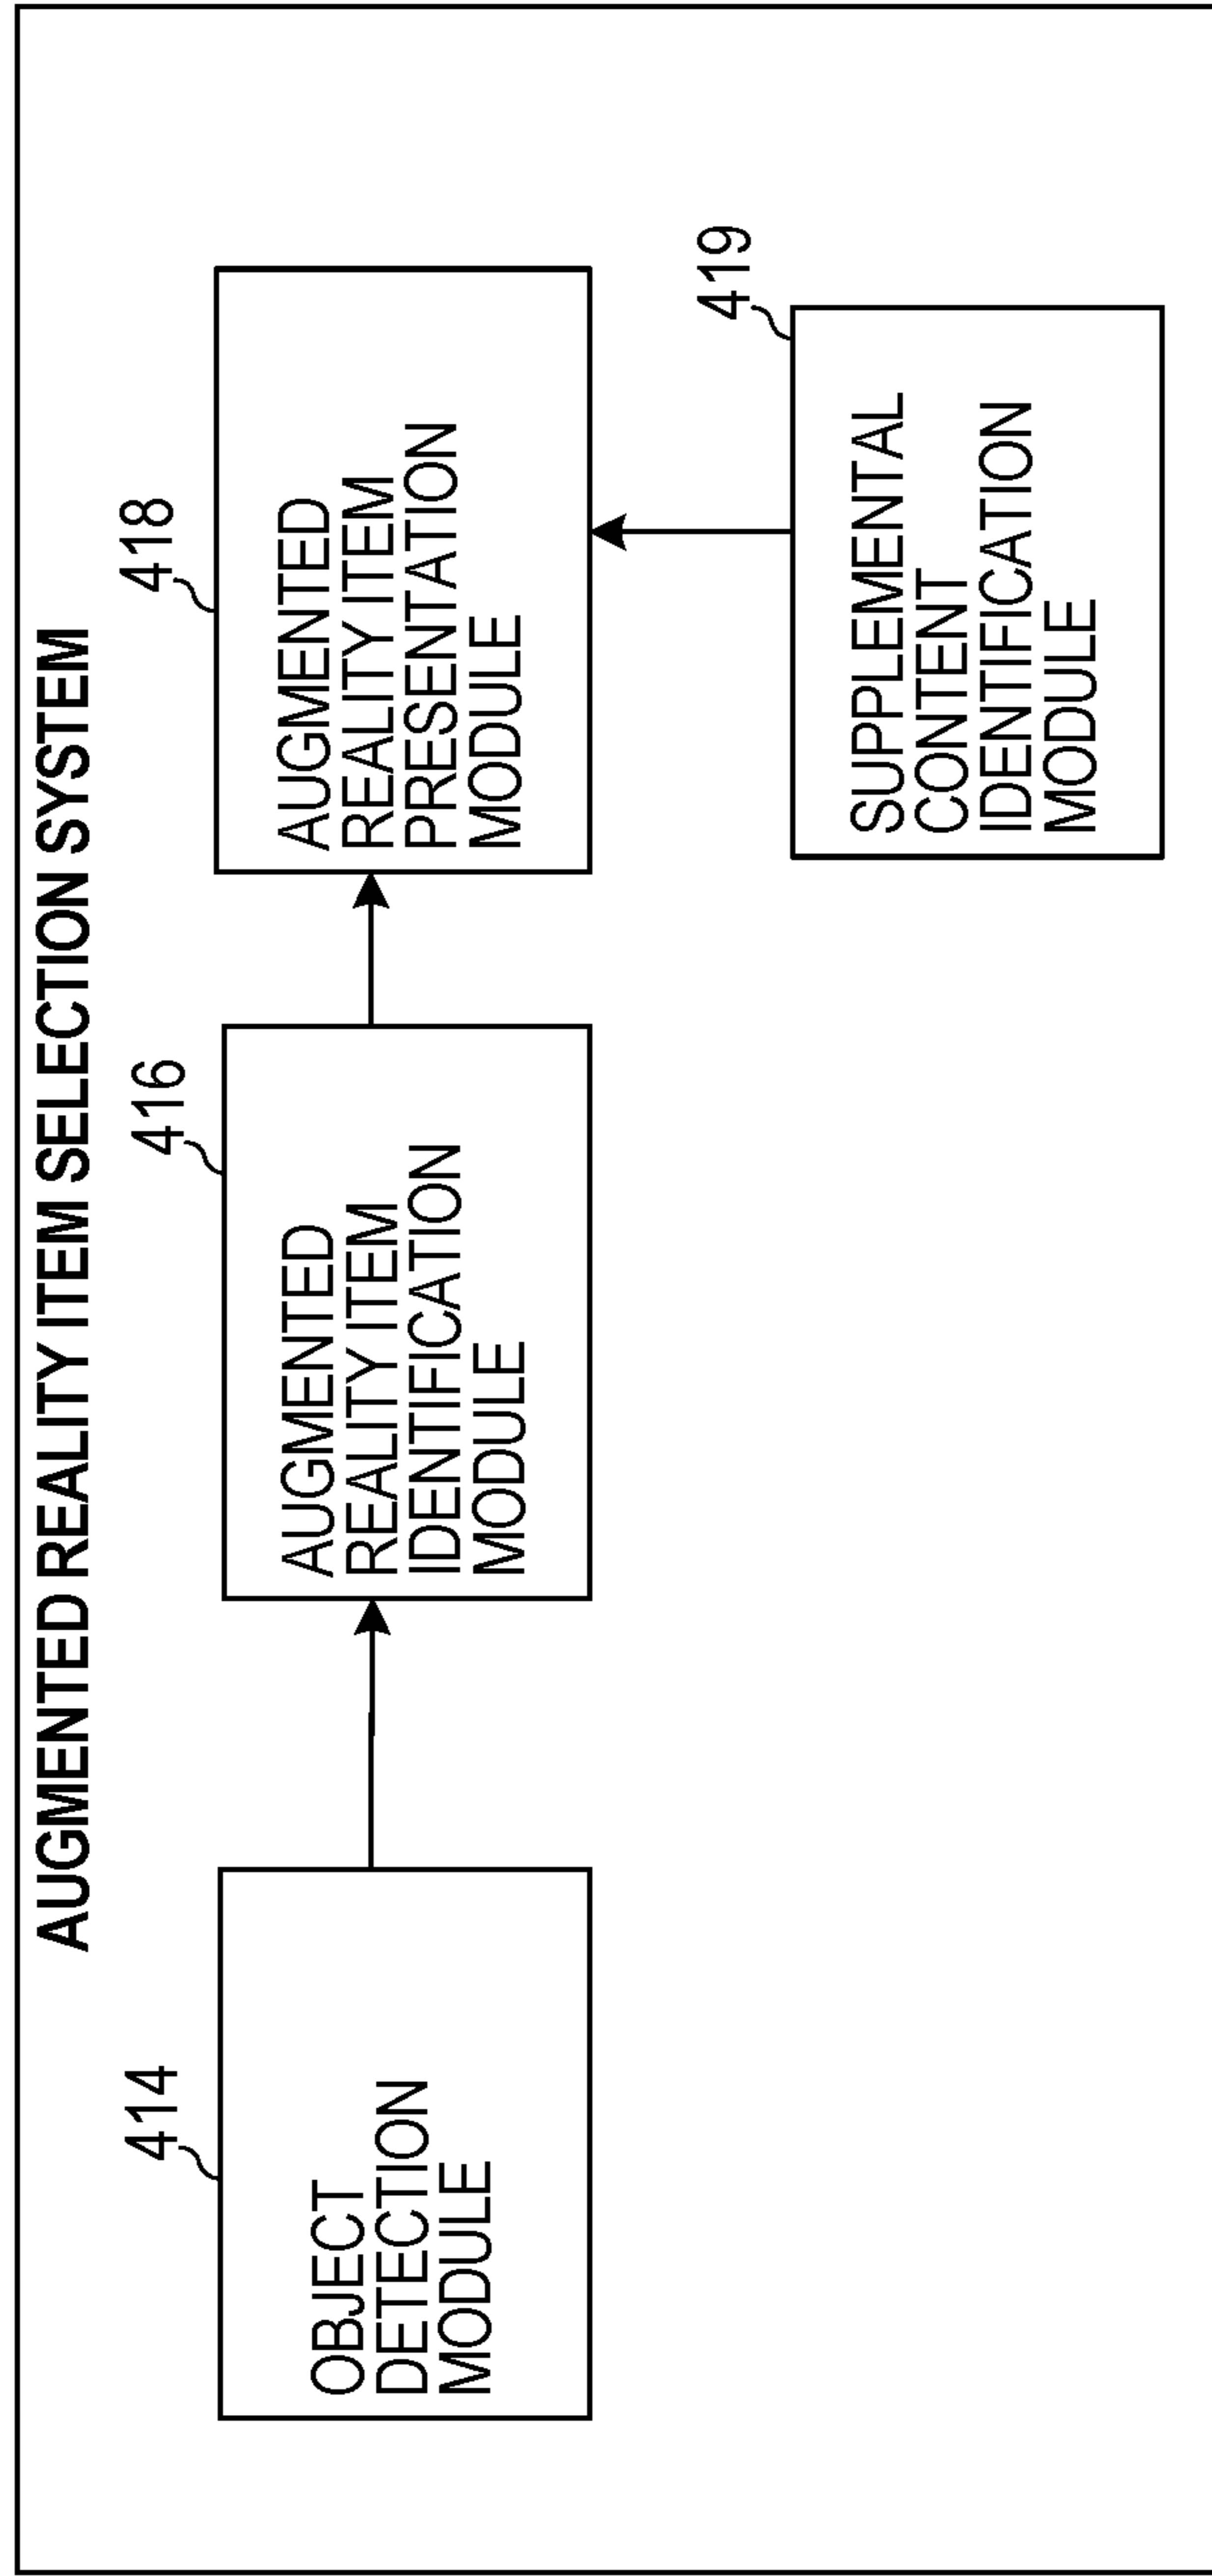 AUGMENTED REALITY ITEM SELECTION SYSTEM
414
OBJECT
DETECTION
MODULE
416
AUGMENTED
REALITY ITEM
IDENTIFICATION
MODULE
418
AUGMENTED
REALITY ITEM
PRESENTATION
MODULE
419
SUPPLEMENTAL
CONTENT
IDENTIFICATION
MODULE